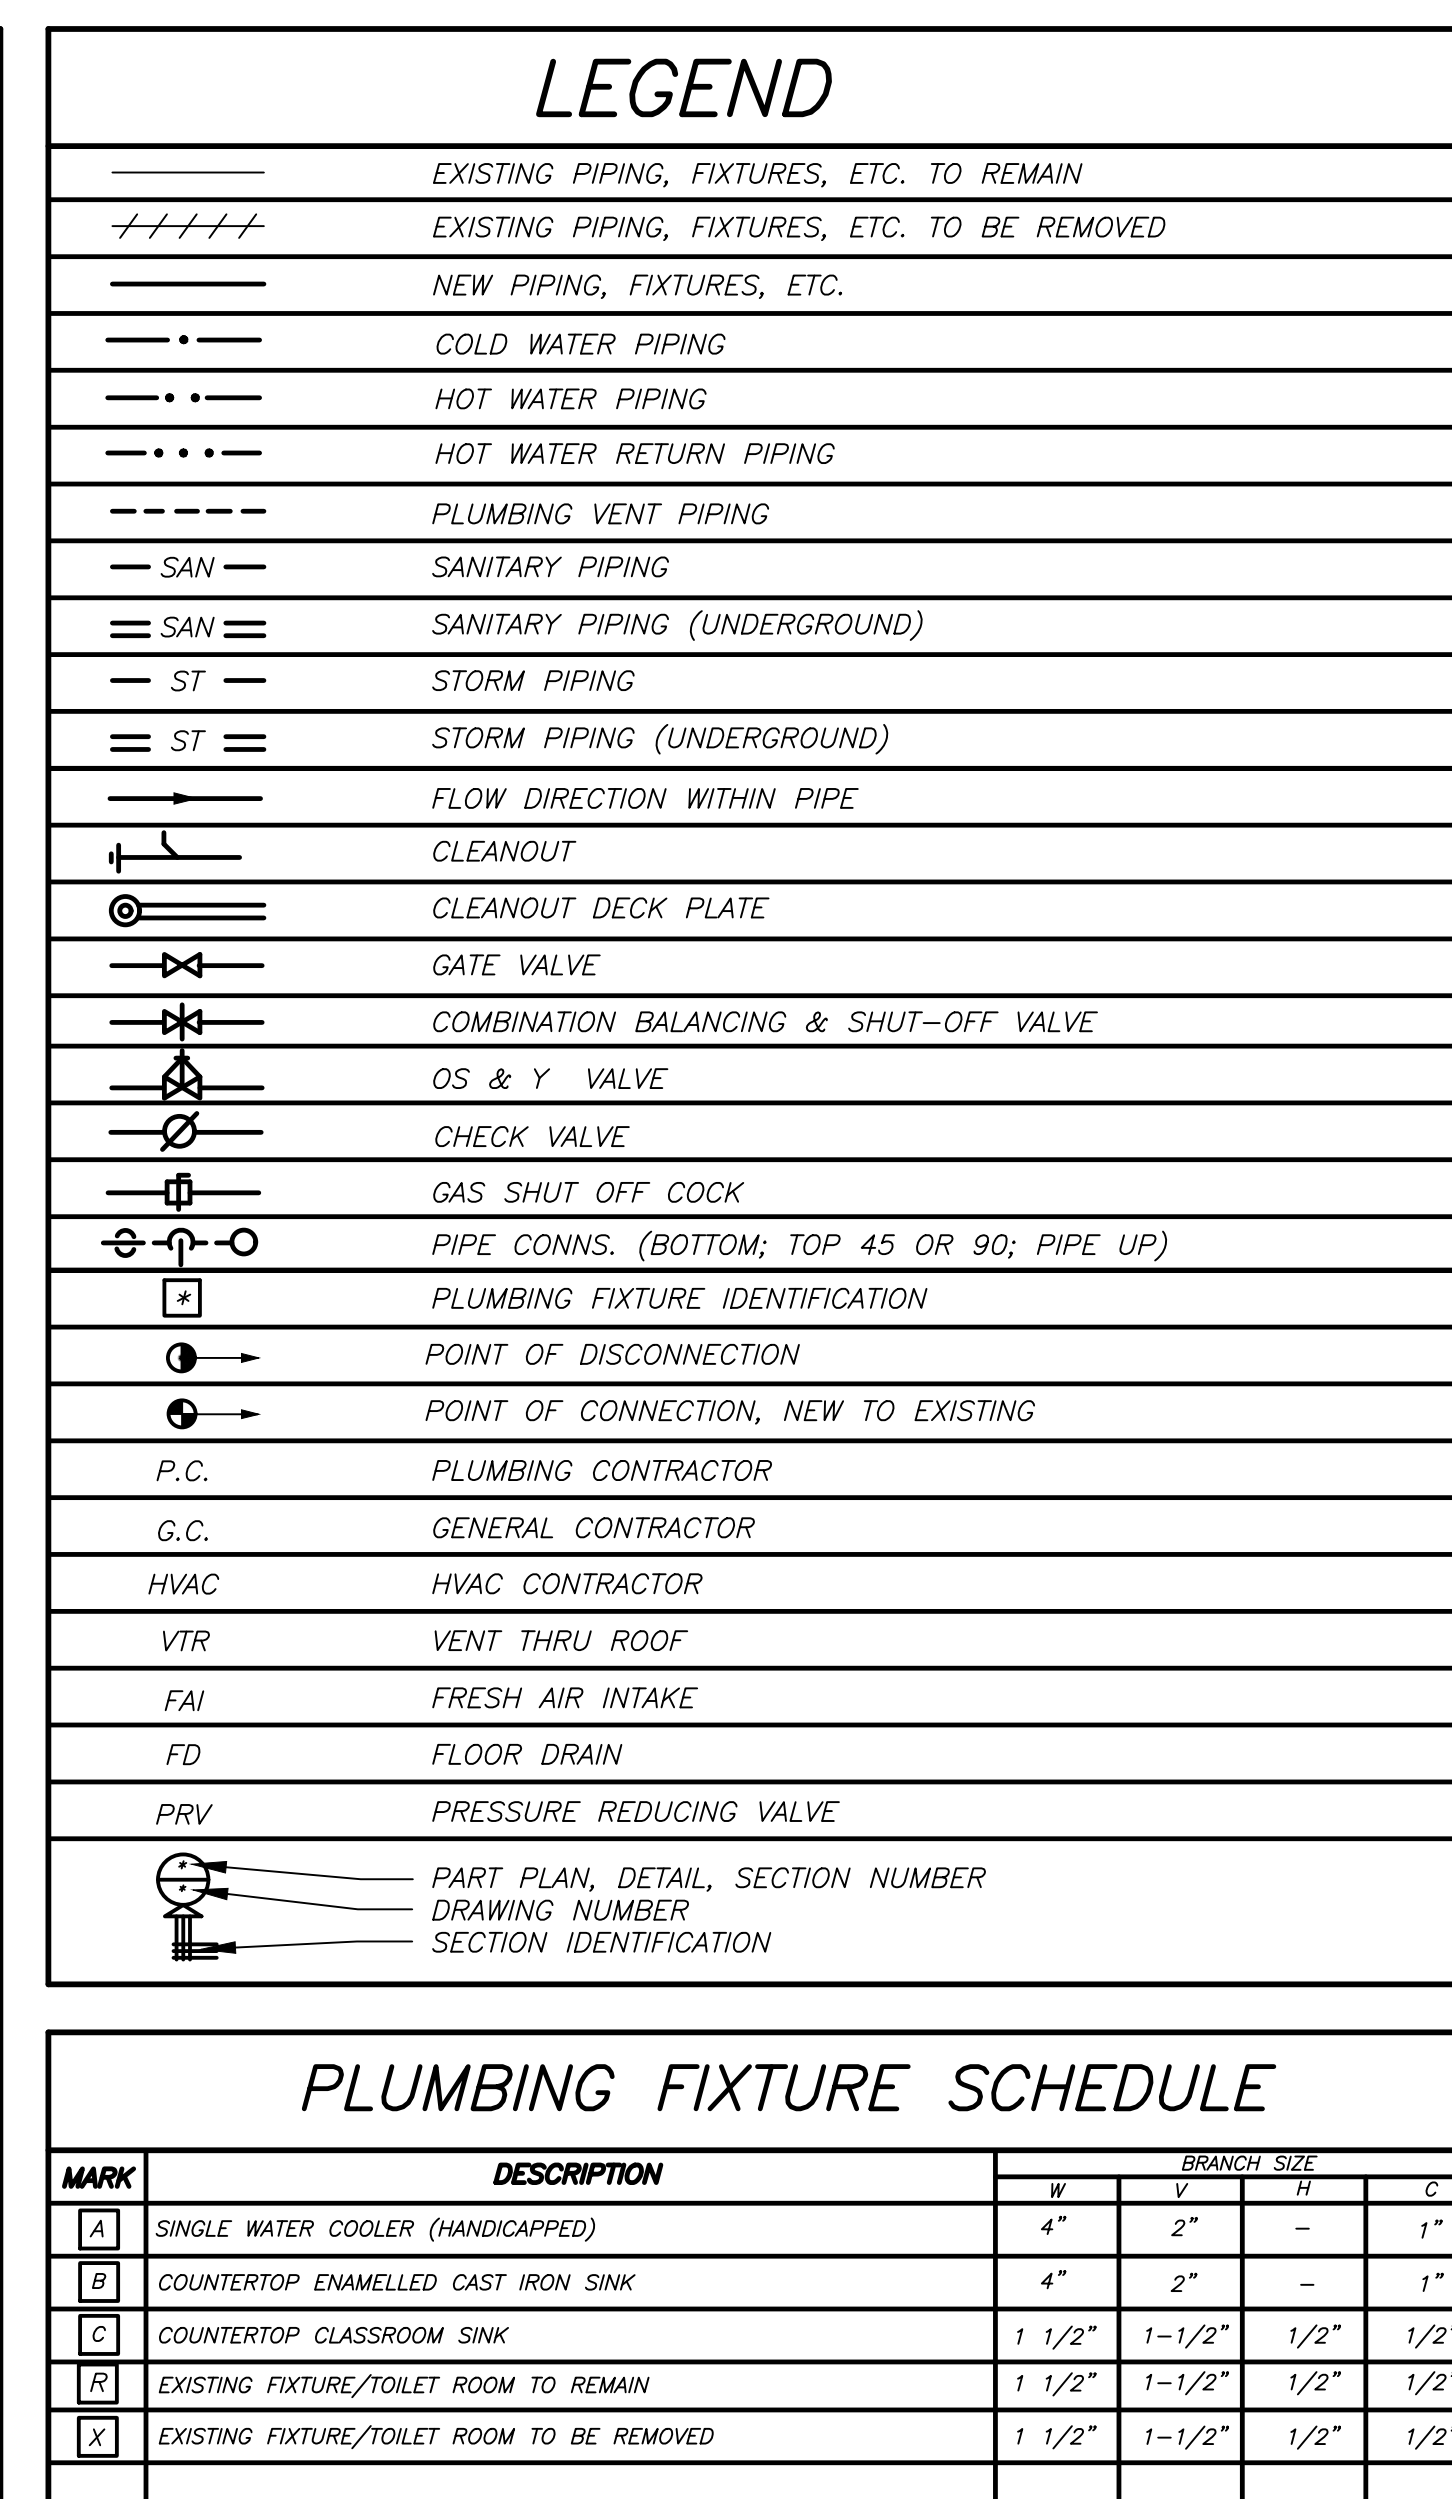 LEGEND
EXISTING PIPING, FIXTURES, ETC. TO REMAIN
EXISTING PIPING, FIXTURES, ETC. TO BE REMOVED
NEW PIPING, FIXTURES, ETC.
COLD WATER PIPING
HOT WATER PIPING
HOT WATER RETURN PIPING
PLUMBING VENT PIPING
SAN SANITARY PIPING
SAN SANITARY PIPING (UNDERGROUND)
ST STORM PIPING
ST STORM PIPING (UNDERGROUND)
FLOW DIRECTION WITHIN PIPE
CLEANOUT
CLEANOUT DECK PLATE
GATE VALVE
COMBINATION BALANCING & SHUT-OFF VALVE
OS & Y VALVE
CHECK VALVE
GAS SHUT OFF COCK
PIPE CONNS. (BOTTOM; TOP 45 OR 90; PIPE UP)
* PLUMBING FIXTURE IDENTIFICATION
POINT OF DISCONNECTION
POINT OF CONNECTION, NEW TO EXISTING
P.C. PLUMBING CONTRACTOR
G.C. GENERAL CONTRACTOR
HVAC HVAC CONTRACTOR
VTR VENT THRU ROOF
FAI FRESH AIR INTAKE
FD FLOOR DRAIN
PRV PRESSURE REDUCING VALVE
* PART PLAN, DETAIL, SECTION NUMBER
* DRAWING NUMBER
SECTION IDENTIFICATION
PLUMBING FIXTURE SCHEDULE
MARK DESCRIPTION BRANCH SIZE
W V H C
A SINGLE WATER COOLER (HANDICAPPED) 4" 2" - 1"
B COUNTERTOP ENAMELLED CAST IRON SINK 4" 2" - 1"
C COUNTERTOP CLASSROOM SINK 1 1/2" 1-1/2" 1/2" 1/2"
R EXISTING FIXTURE/TOILET ROOM TO REMAIN 1 1/2" 1-1/2" 1/2" 1/2"
X EXISTING FIXTURE/TOILET ROOM TO BE REMOVED 1 1/2" 1-1/2" 1/2" 1/2"